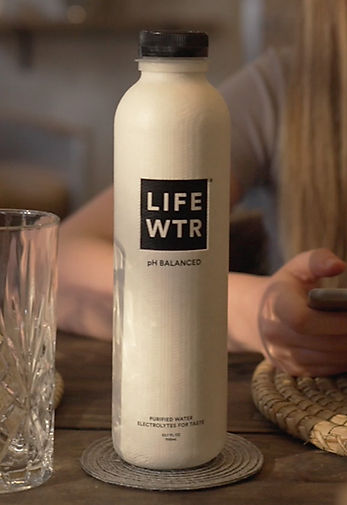 LIFE
WTR
pH BALANCED
PURIFIED WATER
ELECTROLYTES FOR TASTE